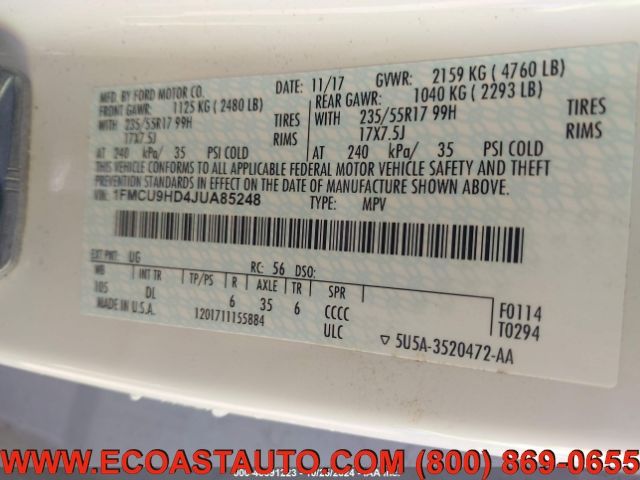 MFD. BY FORD MOTOR CO.
DATE: 11/17 GVWR: 2159 KG ( 4760 LB)
FRONT GAWR: 1125 KG ( 2480 LB)
REAR GAWR: 1040 KG ( 2293 LB)
WITH 235/55R17 99H TIRES
WITH 235/55R17 99H TIRES
17X7.5J RIMS
17X7.5J RIMS
AT 240 kPa/ 35 PSI COLD
AT 240 kPa/ 35 PSI COLD
THIS VEHICLE CONFORMS TO ALL APPLICABLE FEDERAL MOTOR VEHICLE SAFETY AND THEFT
PREVENTION STANDARDS IN EFFECT ON THE DATE OF MANUFACTURE SHOWN ABOVE.
VIN: 1FMCU9HD4JUA85248
TYPE: MPV
EXT PNT: UG RC: 56 DSO:
WB INT TR TP/PS R AXLE TR SPR
105 DL 6 35 6 CCCC
MADE IN U.S.A. 1201711155884 ULC
F0114
T0294
▽ 5U5A-3520472-AA
WWW.ECOASTAUTO.COM (800) 869-0655